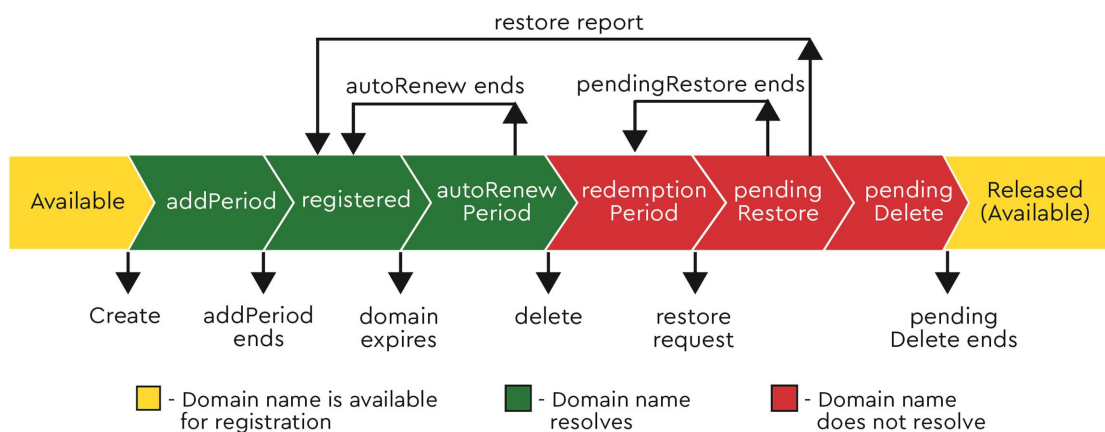 restore report
autoRenew ends
pendingRestore ends
Available
addPeriod
registered
autoRenew
Period
redemption
Period
pending
Restore
pending
Delete
Released
(Available)
Create
addPeriod
ends
domain
expires
delete
restore
request
pending
Delete ends
- Domain name is available
for registration
- Domain name
resolves
- Domain name
does not resolve